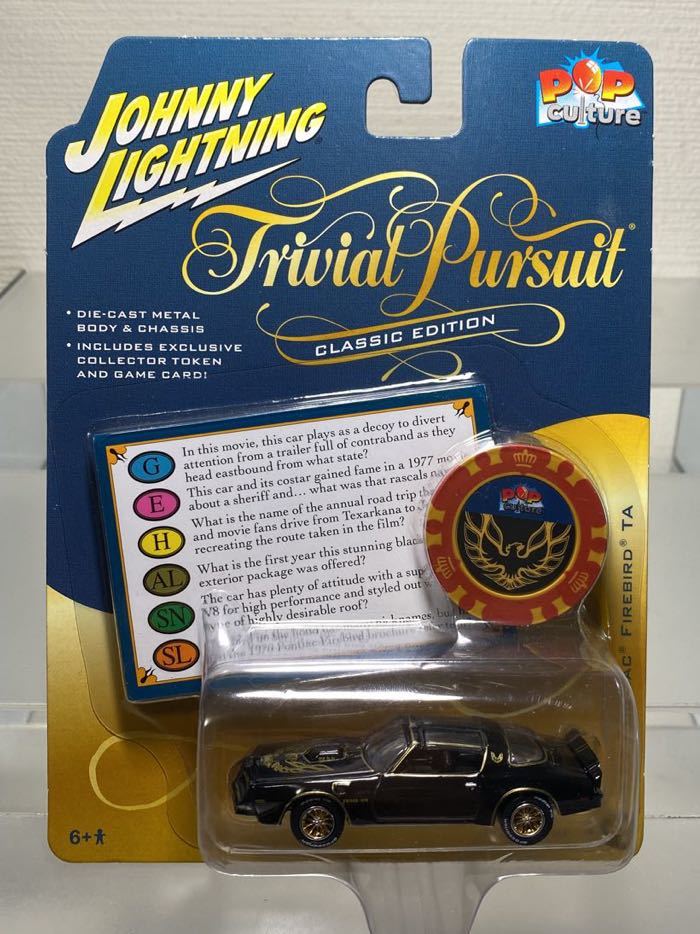 JOHNNY
LIGHTNING®
POP
culture
Trivial Pursuit®
CLASSIC EDITION
• DIE-CAST METAL
BODY & CHASSIS
• INCLUDES EXCLUSIVE
COLLECTOR TOKEN
AND GAME CARD!
G In this movie, this car plays as a decoy to divert
attention from a trailer full of contraband as they
head eastbound from what state?
E This car and its costar gained fame in a 1977
about a sheriff and... what was that rascals
H What is the name of the annual road trip
and movie fans drive from Texarkana to
recreating the route taken in the film?
AL What is the first year this stunning
exterior package was offered?
SN The car has plenty of attitude with a
V8 for high performance and styled out
type of highly desirable roof?
SL
POP
culture
FIREBIRD® TA
6+